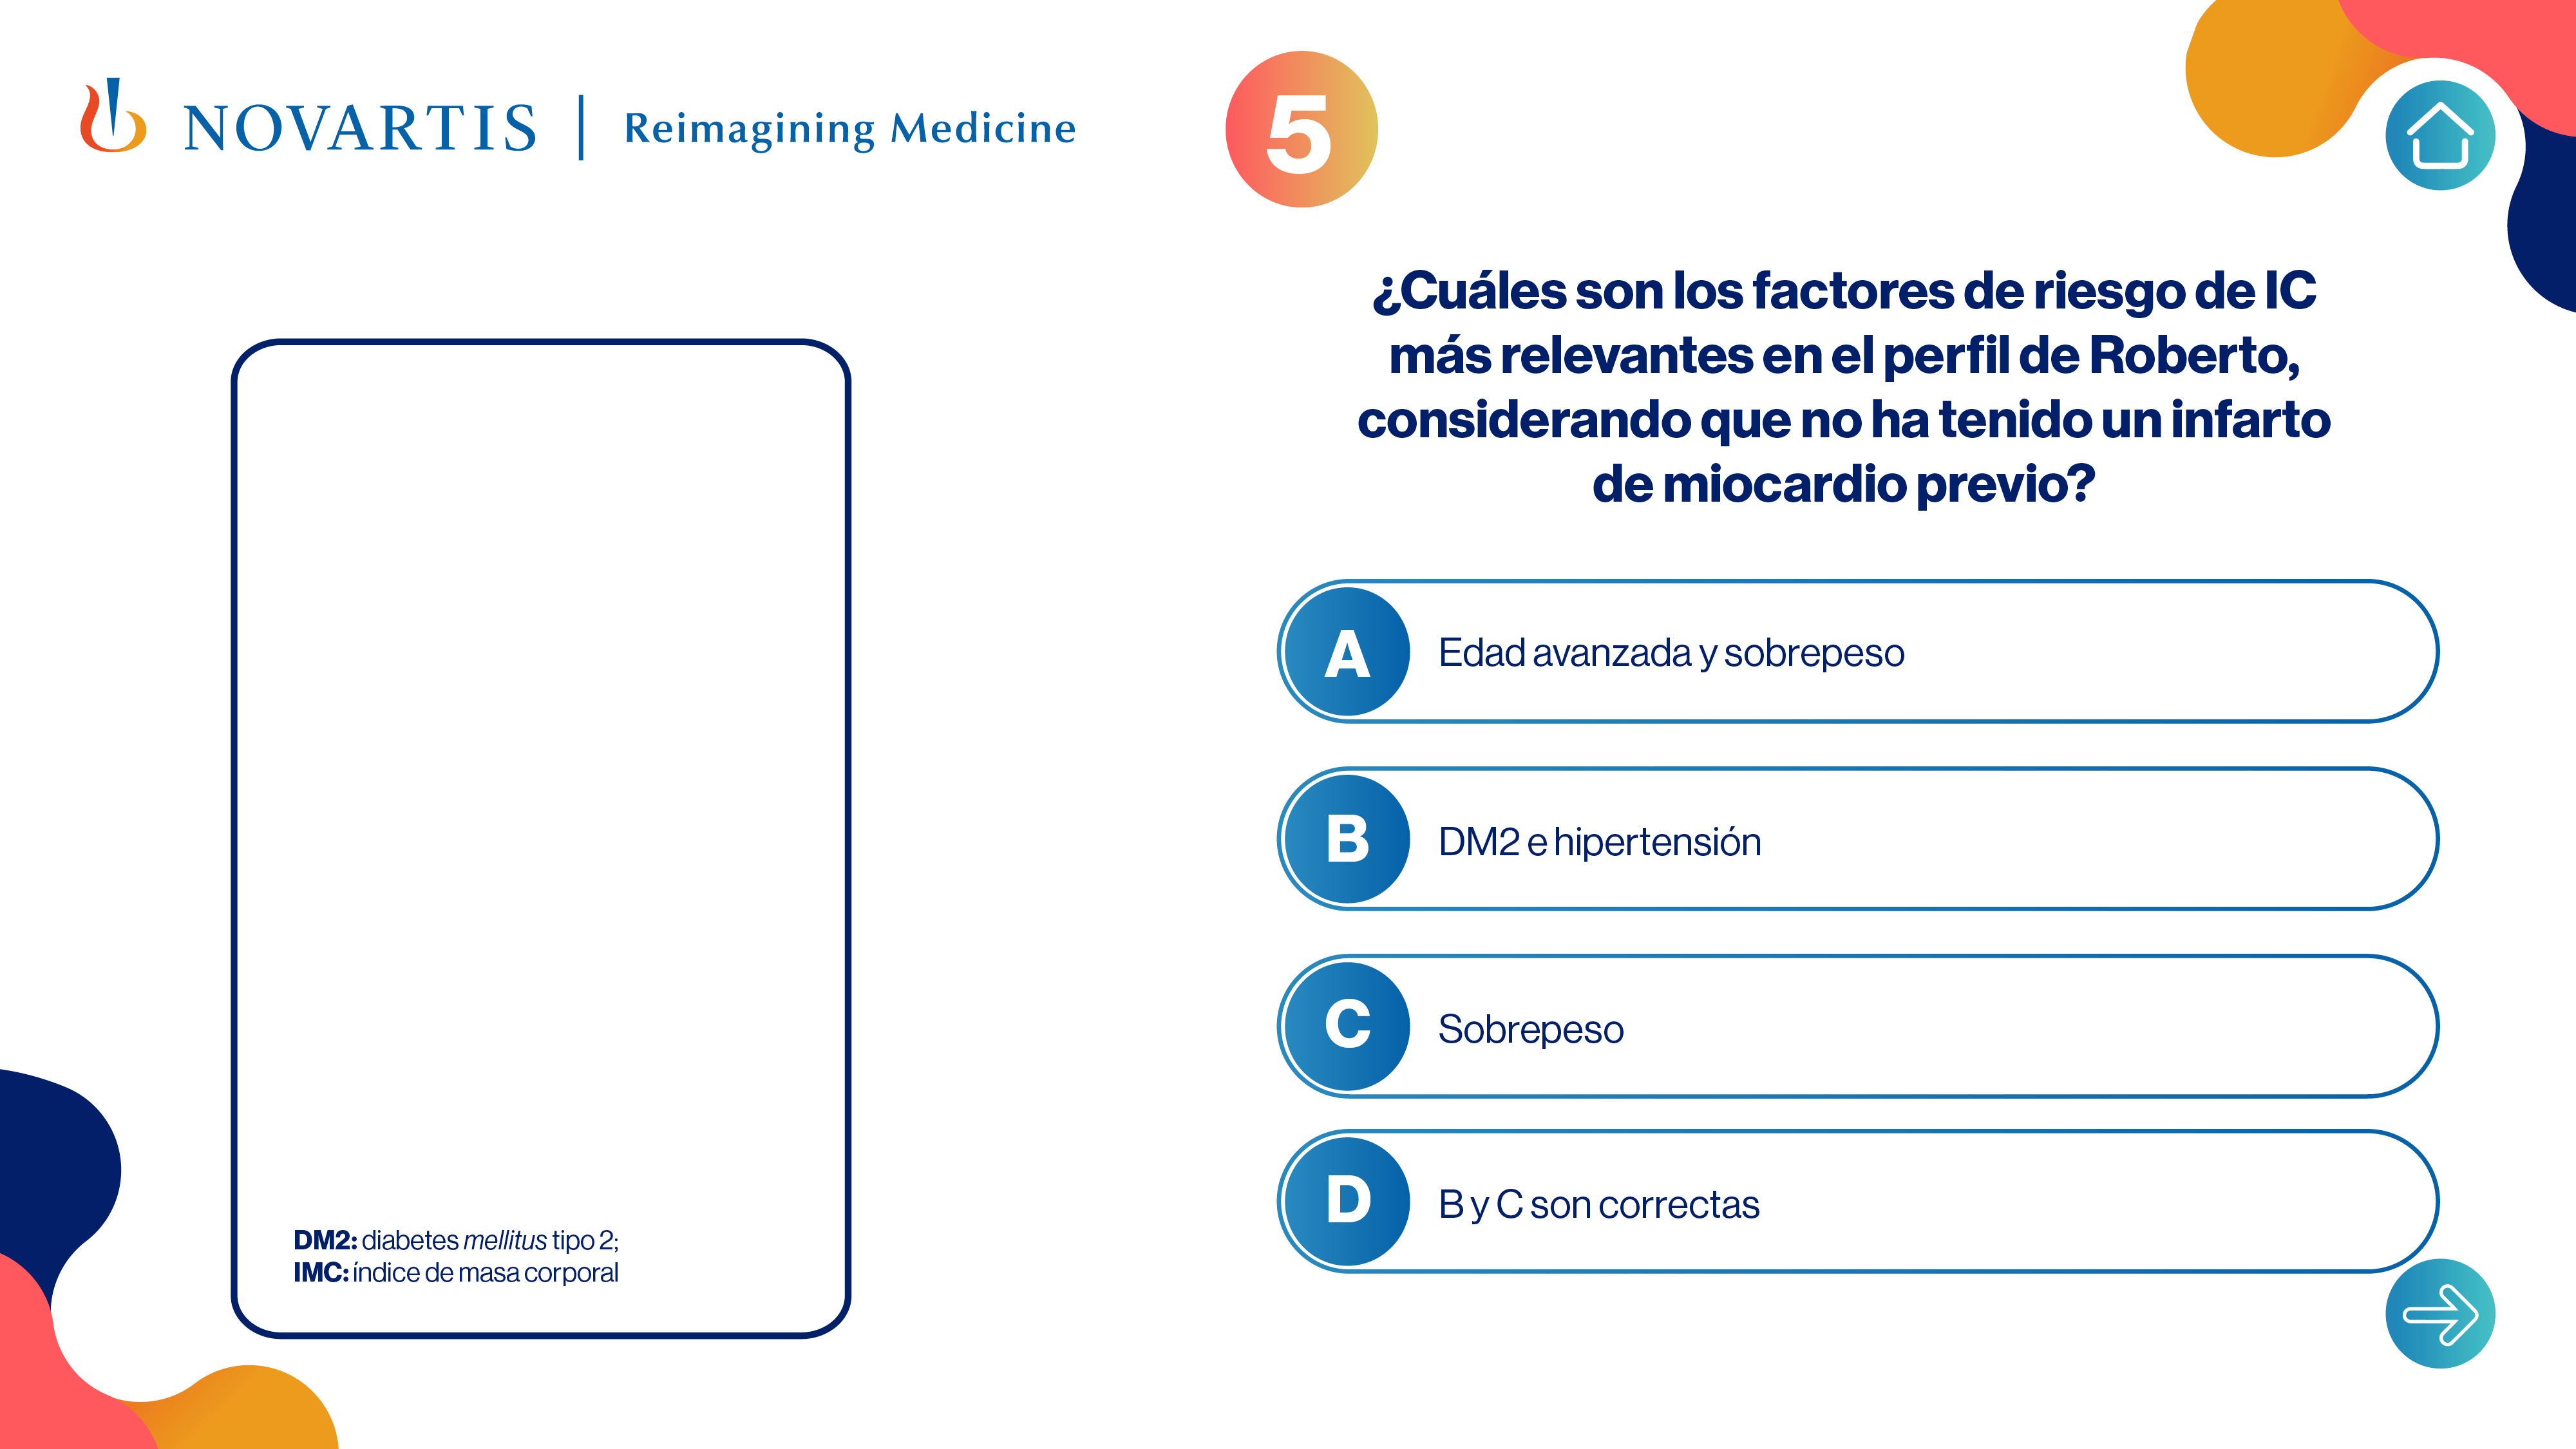 NOVARTIS | Reimagining Medicine
5
¿Cuáles son los factores de riesgo de IC
más relevantes en el perfil de Roberto,
considerando que no ha tenido un infarto
de miocardio previo?
A Edad avanzada y sobrepeso
B DM2 e hipertensión
C Sobrepeso
D B y C son correctas
DM2: diabetes mellitus tipo 2;
IMC: índice de masa corporal